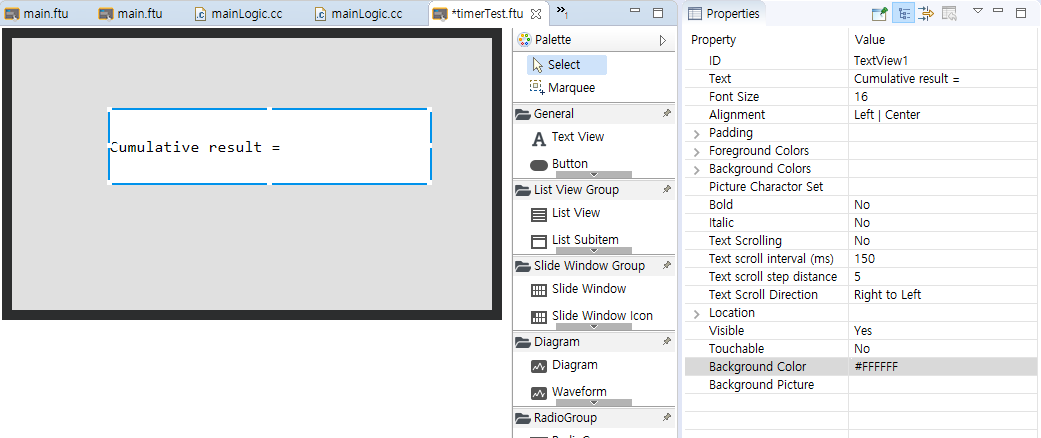 main.ftu
main.ftu
mainLogic.cc
mainLogic.cc
*timerTest.ftu
»1
Cumulative result =
Palette
Select
Marquee
General
Text View
Button
List View Group
List View
List Subitem
Slide Window Group
Slide Window
Slide Window Icon
Diagram
Diagram
Waveform
RadioGroup
Properties
Property Value
ID TextView1
Text Cumulative result =
Font Size 16
Alignment Left | Center
Padding
Foreground Colors
Background Colors
Picture Charactor Set
Bold No
Italic No
Text Scrolling No
Text scroll interval (ms) 150
Text scroll step distance 5
Text Scroll Direction Right to Left
Location
Visible Yes
Touchable No
Background Color #FFFFFF
Background Picture